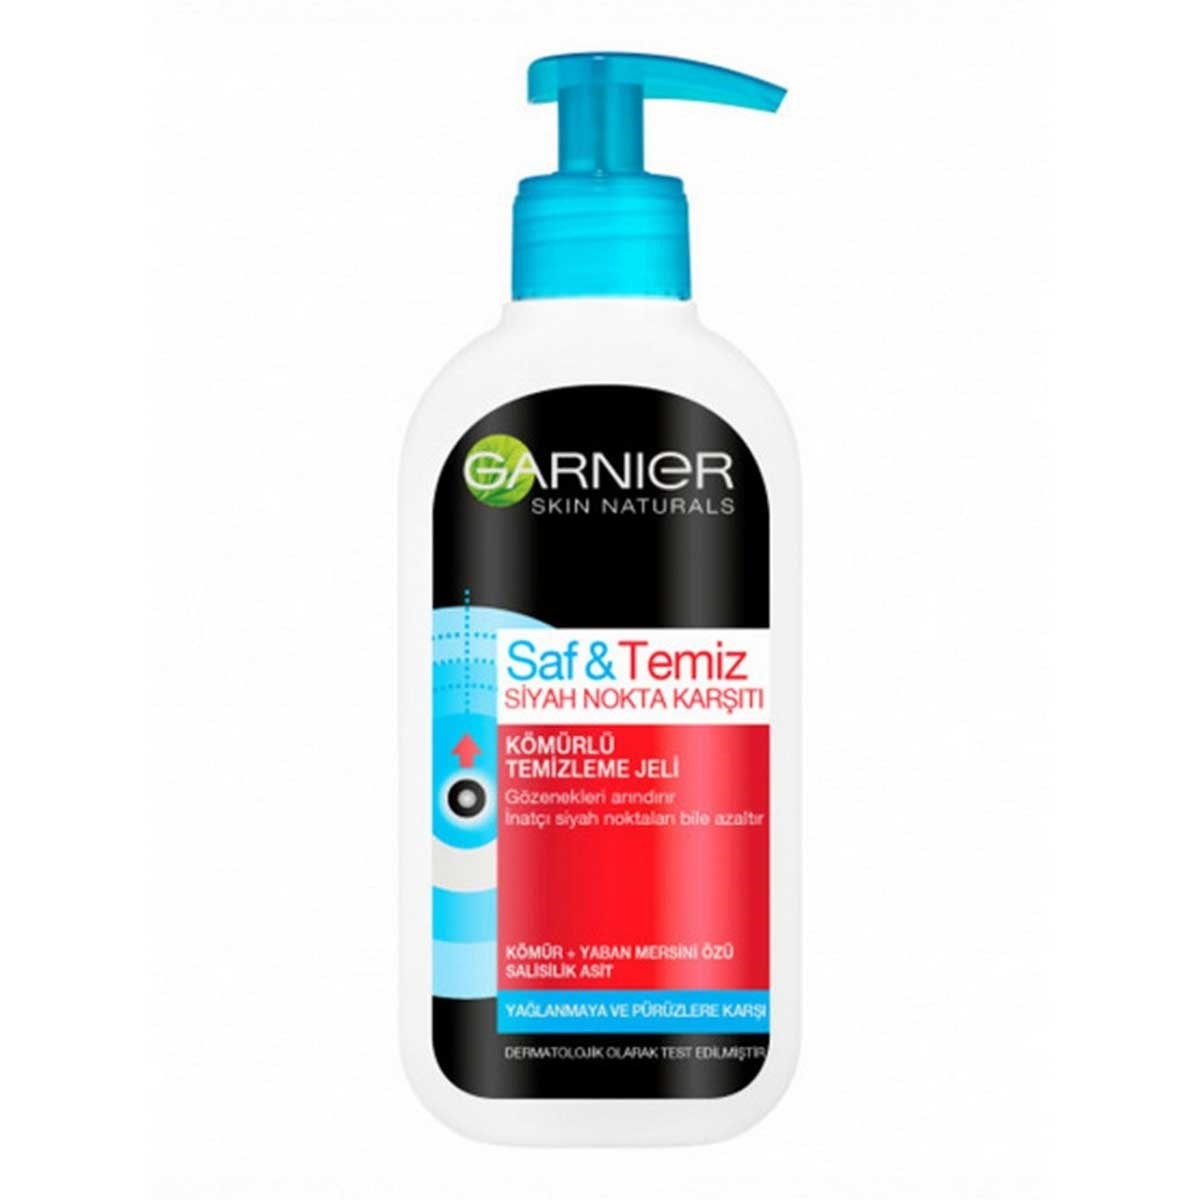 GARNIER
SKIN NATURALS
Saf & Temiz
SİYAH NOKTA KARŞITI
KÖMÜRLÜ
TEMİZLEME JELİ
Gözenekleri arındırır
İnatçı siyah noktaları bile azaltır
KÖMÜR + YABAN MERSİNİ ÖZÜ
SALİSİLİK ASİT
YAĞLANMAYA VE PÜRÜZLERE KARŞI
DERMATOLOJİK OLARAK TEST EDİLMİŞTİR